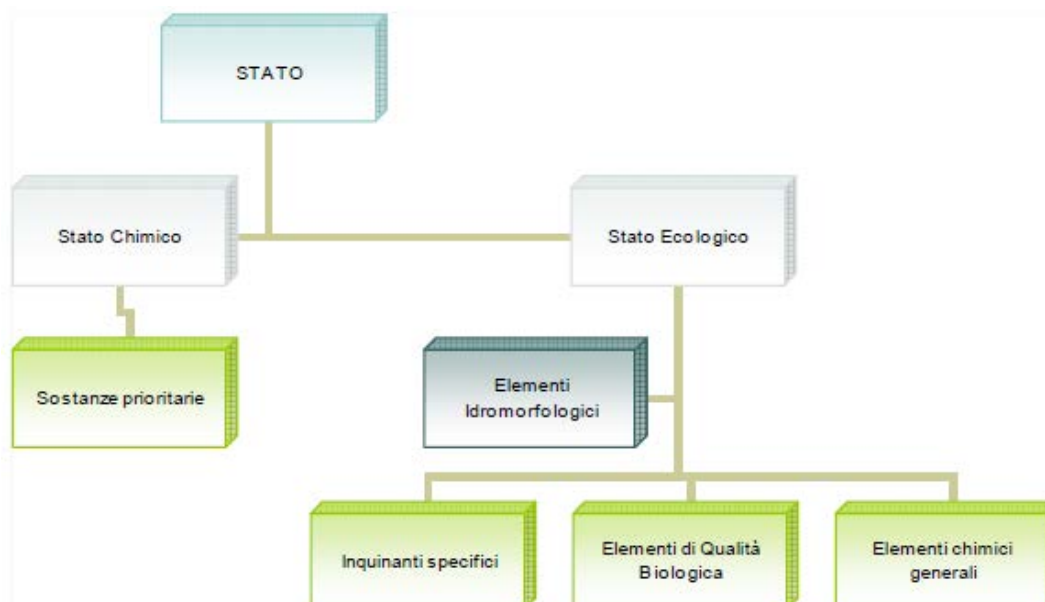 STATO
Stato Chimico
Stato Ecologico
Sostanze prioritarie
Elementi
Idromorfologici
Inquinanti specifici
Elementi di Qualità
Biologica
Elementi chimici
generali